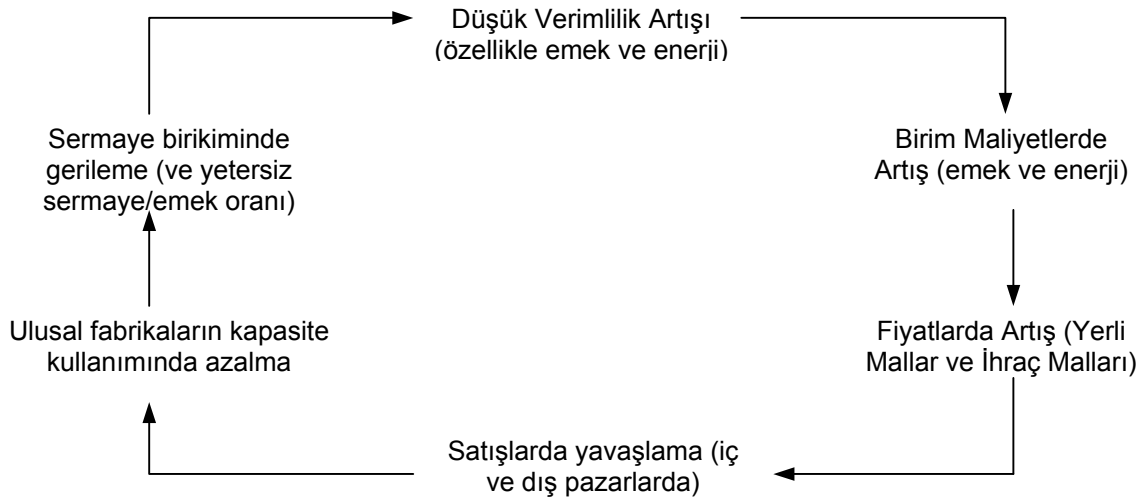 Düşük Verimlilik Artışı
(özellikle emek ve enerji)
Birim Maliyetlerde
Artış (emek ve enerji)
Fiyatlarda Artış (Yerli
Mallar ve İhraç Malları)
Satışlarda yavaşlama (iç
ve dış pazarlarda)
Ulusal fabrikaların kapasite
kullanımında azalma
Sermaye birikiminde
gerileme (ve yetersiz
sermaye/emek oranı)